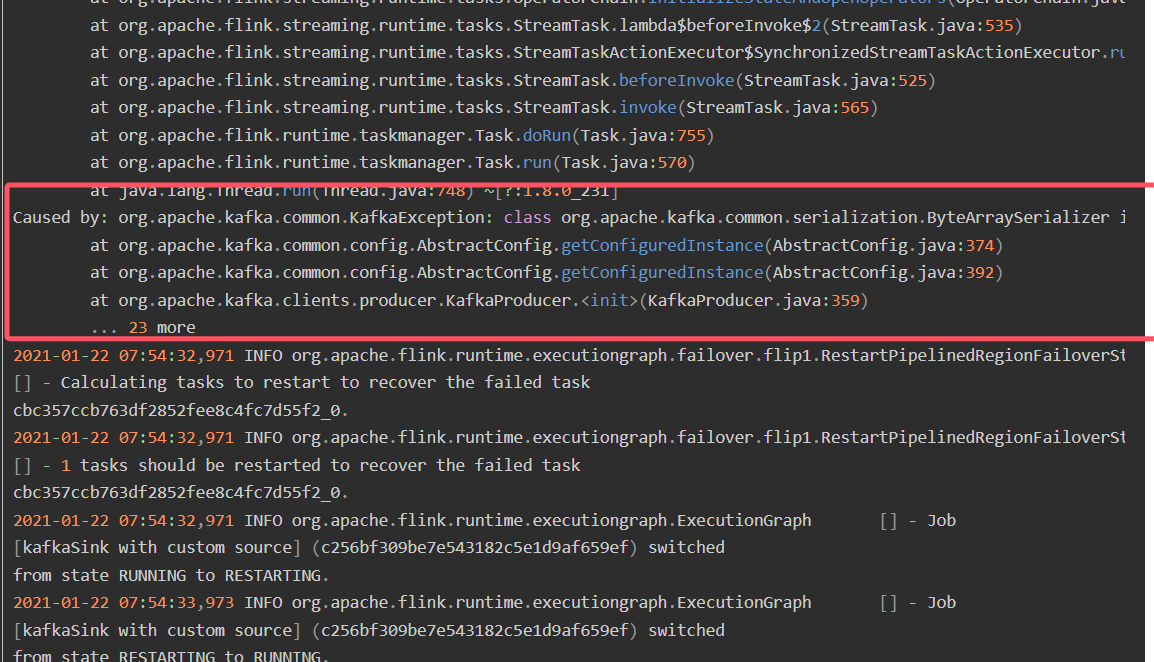 at org.apache.flink.streaming.runtime.tasks.OperatorChain.initializeStateAndOpenOperators(OperatorChain.jav
at org.apache.flink.streaming.runtime.tasks.StreamTask.lambda$beforeInvoke$2(StreamTask.java:535)
at org.apache.flink.streaming.runtime.tasks.StreamTaskActionExecutor$SynchronizedStreamTaskActionExecutor.ru
at org.apache.flink.streaming.runtime.tasks.StreamTask.beforeInvoke(StreamTask.java:525)
at org.apache.flink.streaming.runtime.tasks.StreamTask.invoke(StreamTask.java:565)
at org.apache.flink.runtime.taskmanager.Task.doRun(Task.java:755)
at org.apache.flink.runtime.taskmanager.Task.run(Task.java:570)
at java.lang.Thread.run(Thread.java:748) ~[?:1.8.0_231]
Caused by: org.apache.kafka.common.KafkaException: class org.apache.kafka.common.serialization.ByteArraySerializer i
at org.apache.kafka.common.config.AbstractConfig.getConfiguredInstance(AbstractConfig.java:374)
at org.apache.kafka.common.config.AbstractConfig.getConfiguredInstance(AbstractConfig.java:392)
at org.apache.kafka.clients.producer.KafkaProducer.<init>(KafkaProducer.java:359)
... 23 more
2021-01-22 07:54:32,971 INFO org.apache.flink.runtime.executiongraph.failover.flip1.RestartPipelinedRegionFailoverSt
[] - Calculating tasks to restart to recover the failed task
cbc357ccb763df2852fee8c4fc7d55f2_0.
2021-01-22 07:54:32,971 INFO org.apache.flink.runtime.executiongraph.failover.flip1.RestartPipelinedRegionFailoverSt
[] - 1 tasks should be restarted to recover the failed task
cbc357ccb763df2852fee8c4fc7d55f2_0.
2021-01-22 07:54:32,971 INFO org.apache.flink.runtime.executiongraph.ExecutionGraph [] - Job
[kafkaSink with custom source] (c256bf309be7e543182c5e1d9af659ef) switched
from state RUNNING to RESTARTING.
2021-01-22 07:54:33,973 INFO org.apache.flink.runtime.executiongraph.ExecutionGraph [] - Job
[kafkaSink with custom source] (c256bf309be7e543182c5e1d9af659ef) switched
from state RESTARTING to RUNNING.